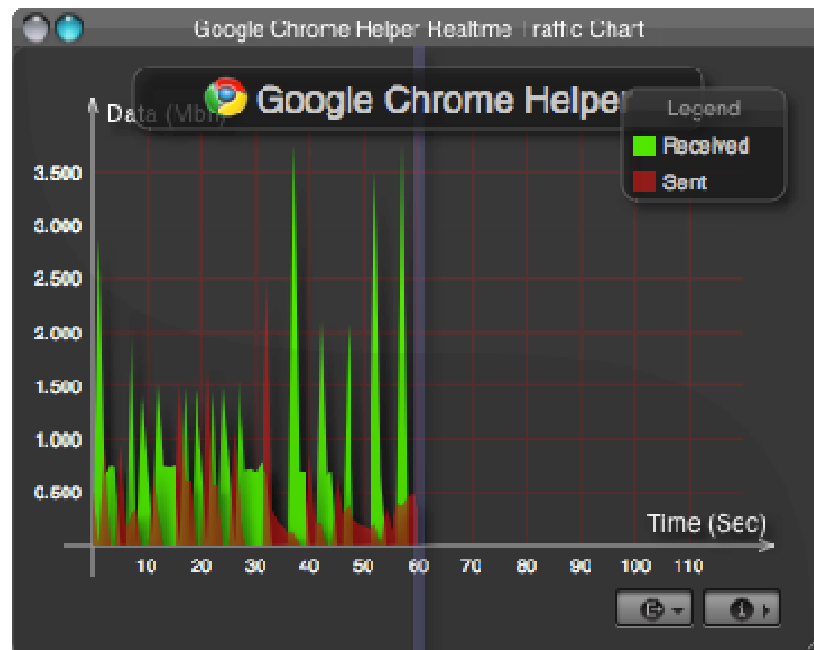 Google Chrome Helper Realtime Traffic Chart
Google Chrome Helper
Data
Legend
Received
Sent
3.500
3.000
2.500
2.000
1.500
1.000
0.500
Time (Sec)
10 20 30 40 50 60 70 80 90 100 110